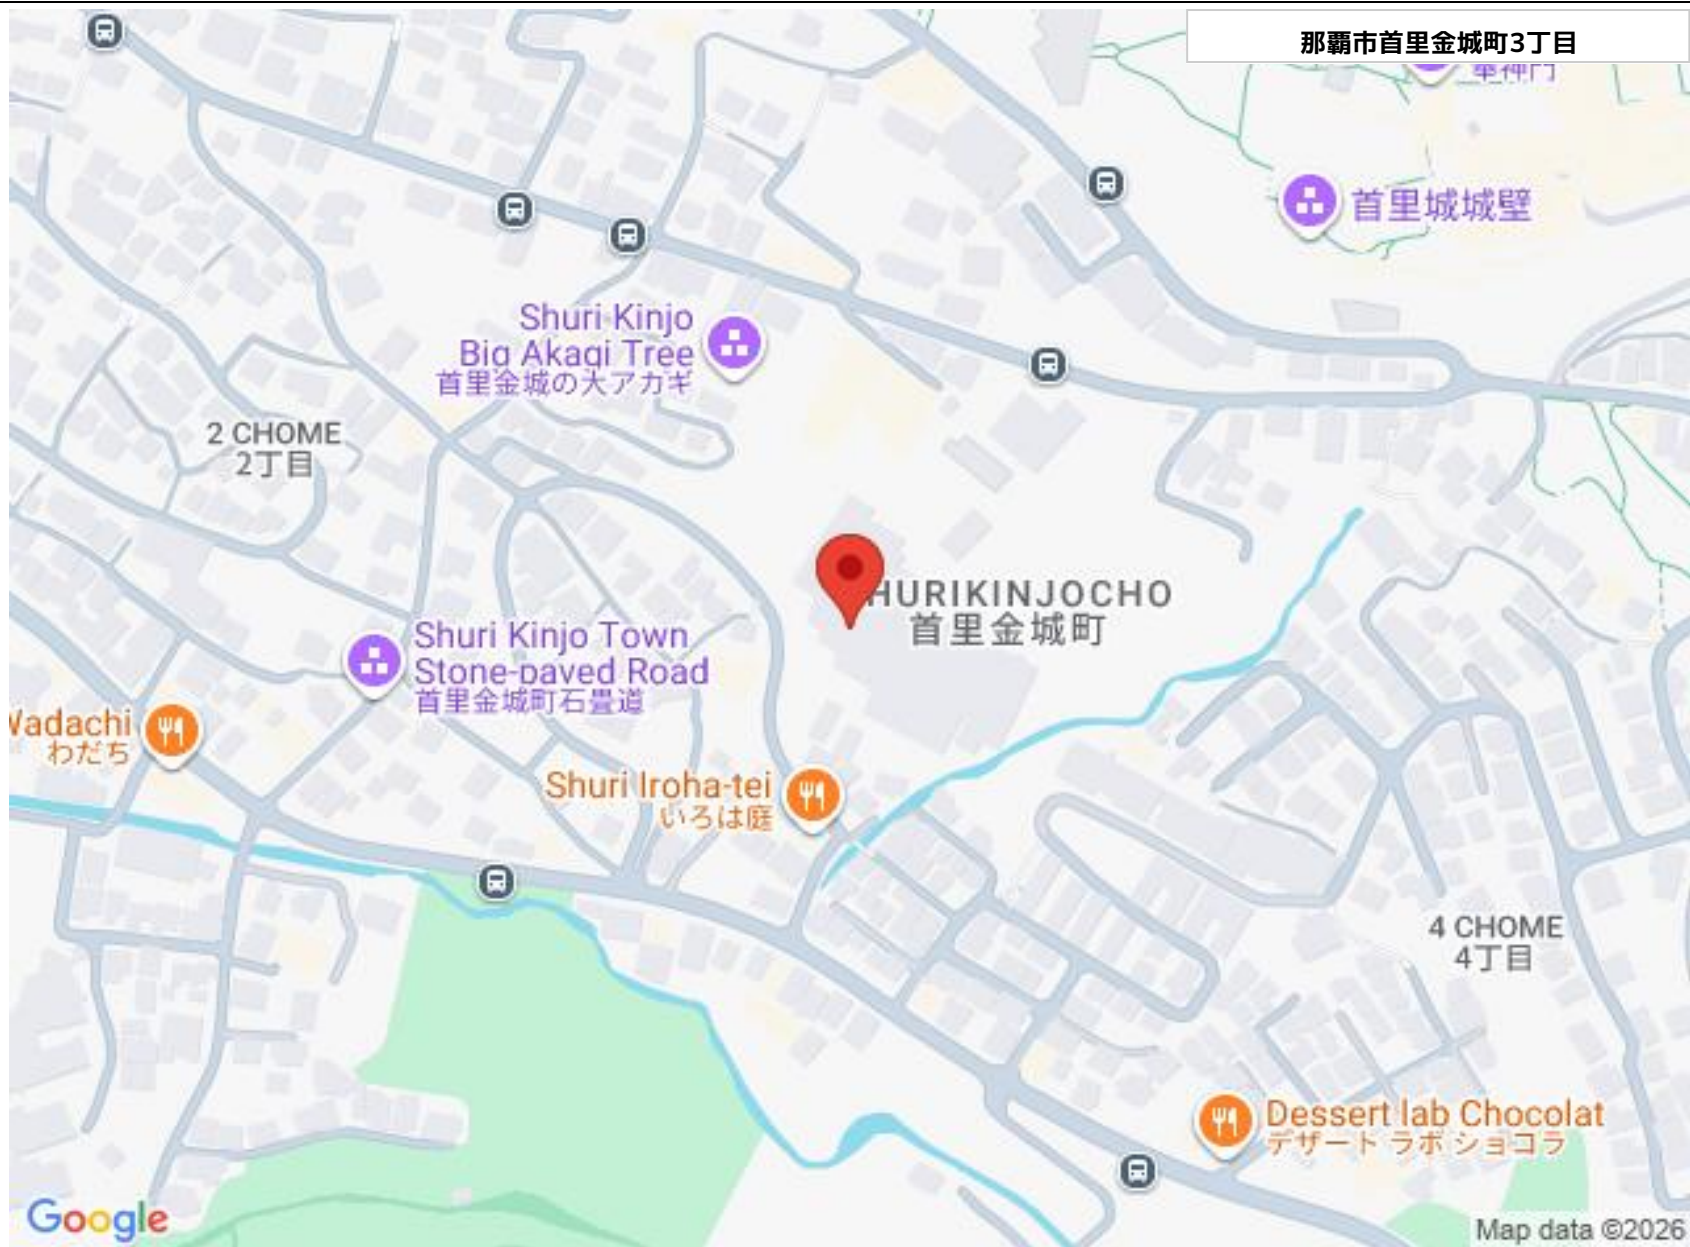 那覇市首里金城町3丁目
奉神門
首里城城壁
Shuri Kinjo
Big Akagi Tree
首里金城の大アカギ
2 CHOME
2丁目
HURIKINJOCHO
首里金城町
Shuri Kinjo Town
Stone-paved Road
首里金城町石畳道
Wadachi
わだち
Shuri Iroha-tei
いろは庭
4 CHOME
4丁目
Dessert lab Chocolat
デザート ラボ ショコラ
Google
Map data ©2026